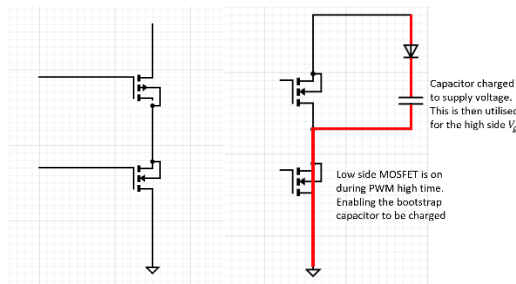 Capacitor charged
to supply voltage.
This is then utilised
for the high side
Low side MOSFET is on
during PWM high time.
Enabling the bootstrap
capacitor to be charged